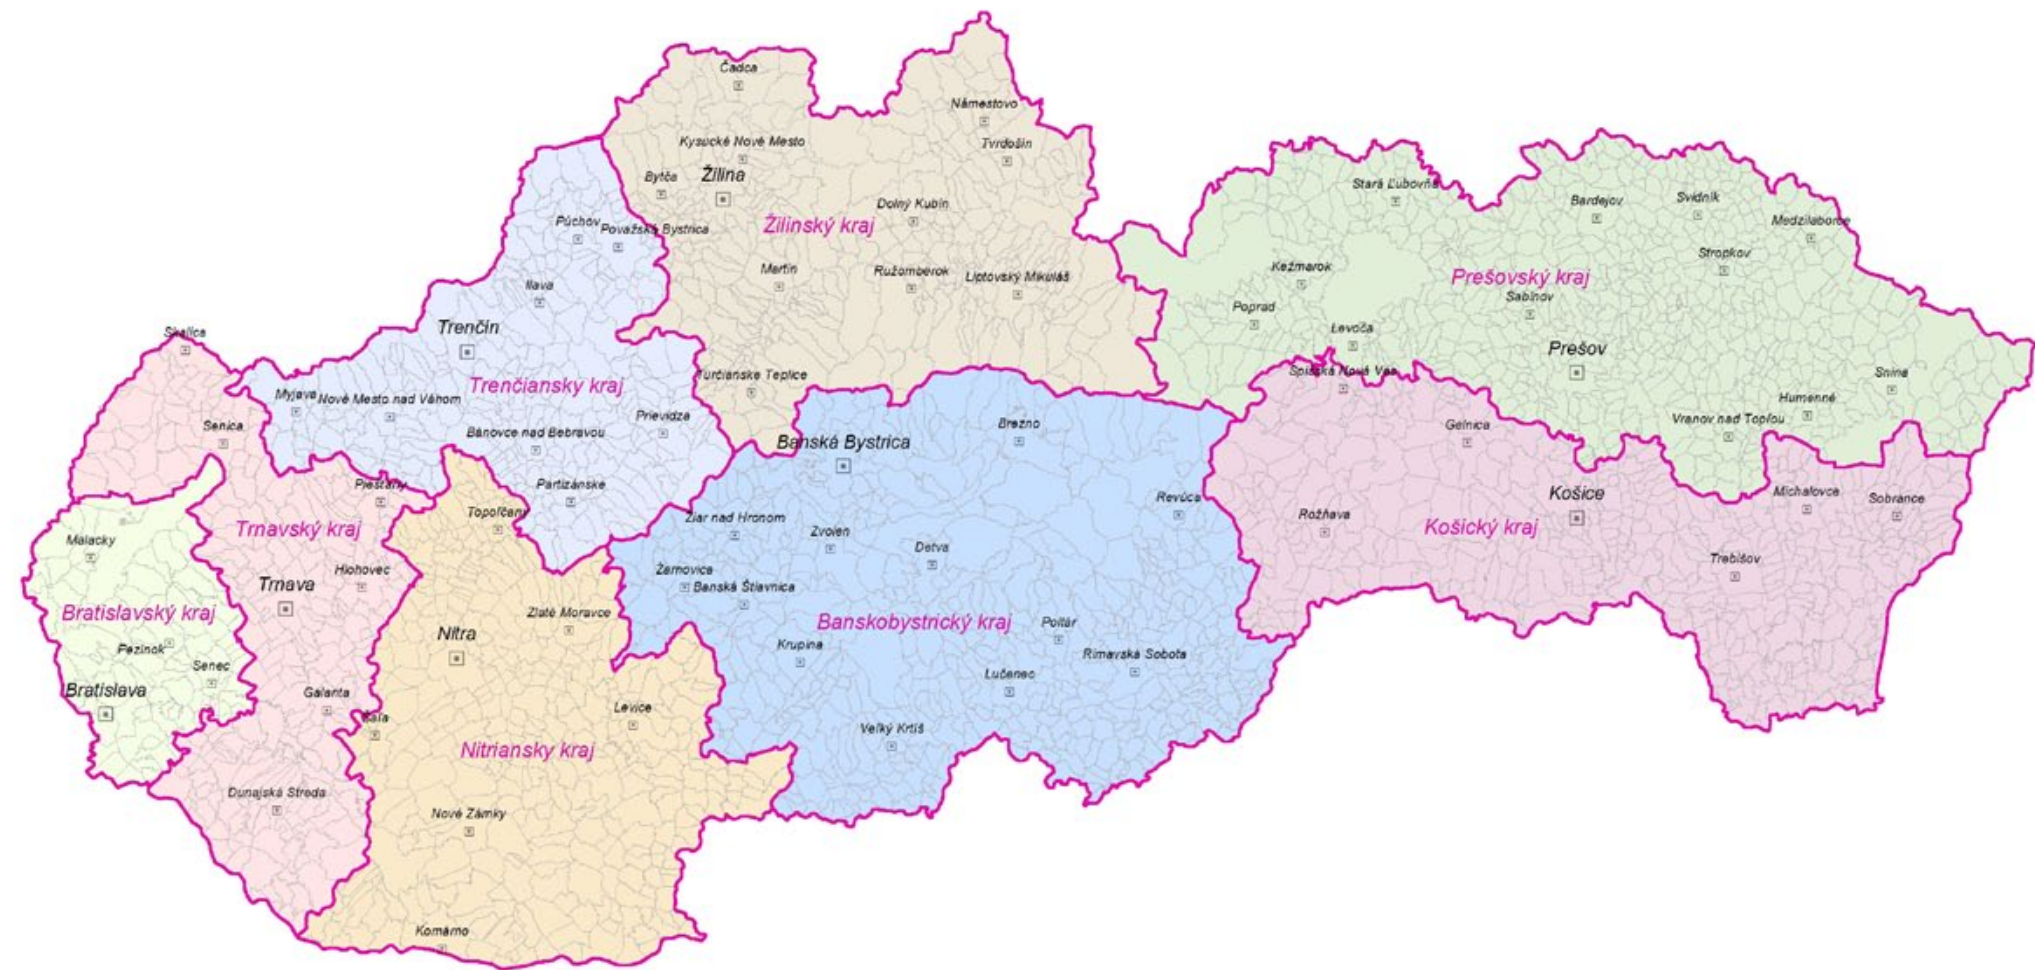 Čadca
Námestovo
Kysucké Nové Mesto
Tvrdošín
Bytča
Žilina
Stará Ľubovňa
Svidník
Dolný Kubín
Bardejov
Medzilaborce
Púchov
Považská Bystrica
Žilinský kraj
Stropkov
Martin
Ružomberok
Liptovský Mikuláš
Kežmarok
Prešovský kraj
Ilava
Sabinov
Poprad
Trenčín
Levoča
Skalica
Prešov
Turčianske Teplice
Spišská Nová Ves
Snina
Trenčiansky kraj
Myjava
Nové Mesto nad Váhom
Humenné
Prievidza
Vranov nad Topľou
Senica
Bánovce nad Bebravou
Banská Bystrica
Brezno
Gelnica
Piešťany
Partizánske
Revúca
Košice
Michalovce
Sobrance
Topoľčany
Žiar nad Hronom
Rožňava
Trnavský kraj
Zvolen
Košický kraj
Malacky
Detva
Trebišov
Hlohovec
Žarnovica
Trnava
Banská Štiavnica
Bratislavský kraj
Zlaté Moravce
Banskobystrický kraj
Poltár
Nitra
Pezinok
Krupina
Rimavská Sobota
Senec
Lučenec
Bratislava
Galanta
Levice
Šaľa
Veľký Krtíš
Nitriansky kraj
Dunajská Streda
Nové Zámky
Komárno